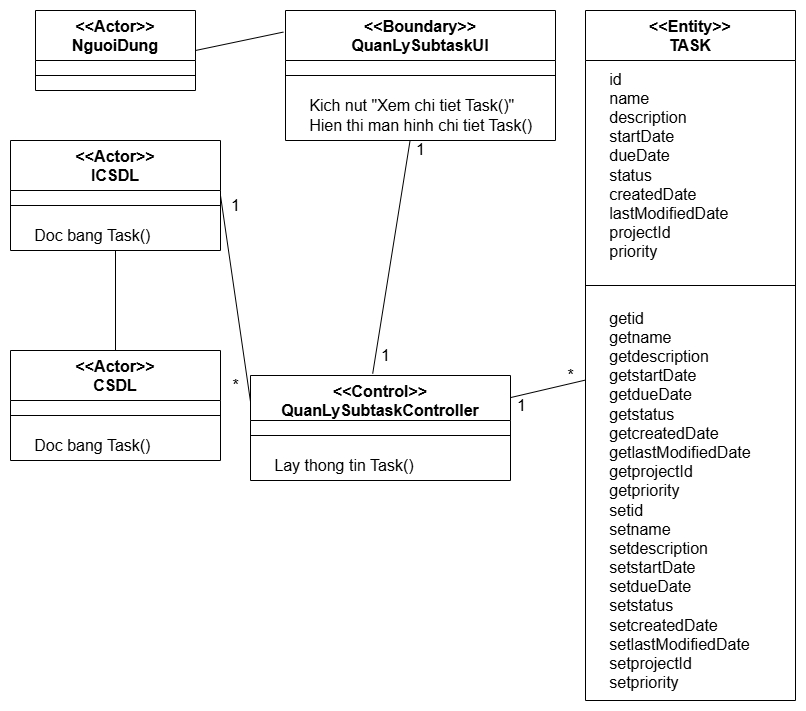 <<Actor>>
NguoiDung
<<Boundary>>
QuanLySubtaskUI
Kich nut "Xem chi tiet Task()"
Hien thi man hinh chi tiet Task()
1
<<Actor>>
ICSDL
Doc bang Task()
1
<<Actor>>
CSDL
Doc bang Task()
*
1
<<Control>>
QuanLySubtaskController
Lay thong tin Task()
1
*
<<Entity>>
TASK
id
name
description
startDate
dueDate
status
createdDate
lastModifiedDate
projectId
priority
getid
getname
getdescription
getstartDate
getdueDate
getstatus
getcreatedDate
getlastModifiedDate
getprojectId
getpriority
setid
setname
setdescription
setstartDate
setdueDate
setstatus
setcreatedDate
setlastModifiedDate
setprojectId
setpriority